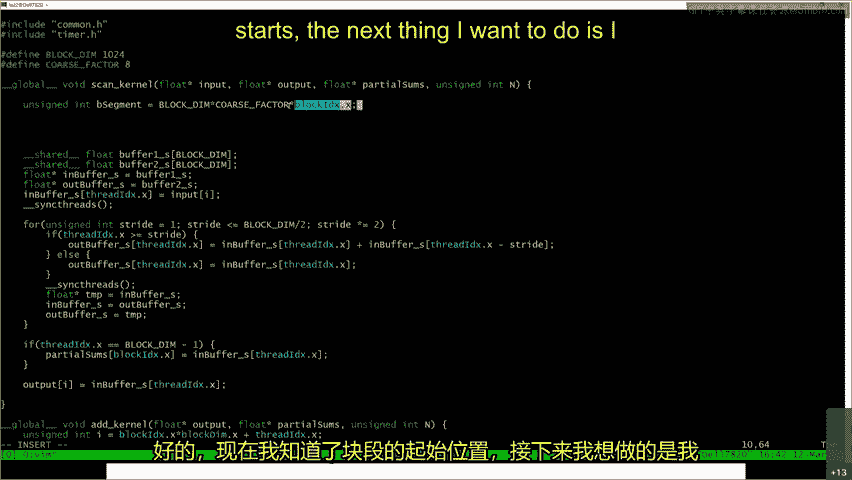 starts, the next thing I want to do is I
#include "common.h"
#include "timer.h"
#define BLOCK_DIM 1024
#define COARSE_FACTOR 8
__global__ void scan_kernel(float* input, float* output, float* partialSums, unsigned int N) {
unsigned int bSegment = BLOCK_DIM*COARSE_FACTOR*blockIdx.x;
__shared__ float buffer1_s[BLOCK_DIM];
__shared__ float buffer2_s[BLOCK_DIM];
float* inBuffer_s = buffer1_s;
float* outBuffer_s = buffer2_s;
inBuffer_s[threadIdx.x] = input[i];
__syncthreads();
for(unsigned int stride = 1; stride <= BLOCK_DIM/2; stride *= 2) {
if(threadIdx.x >= stride) {
outBuffer_s[threadIdx.x] = inBuffer_s[threadIdx.x] + inBuffer_s[threadIdx.x - stride];
} else {
outBuffer_s[threadIdx.x] = inBuffer_s[threadIdx.x];
}
__syncthreads();
float* tmp = inBuffer_s;
inBuffer_s = outBuffer_s;
outBuffer_s = tmp;
}
if(threadIdx.x == BLOCK_DIM - 1) {
partialSums[blockIdx.x] = inBuffer_s[threadIdx.x];
}
output[i] = inBuffer_s[threadIdx.x];
}
__global__ void add_kernel(float* output, float* partialSums, unsigned int N) {
unsigned int i = blockIdx.x*blockDim.x + threadIdx.x;
-- INSERT -- 10,64
好的，现在我知道了块段的起始位置，接下来我想做的是我
+13